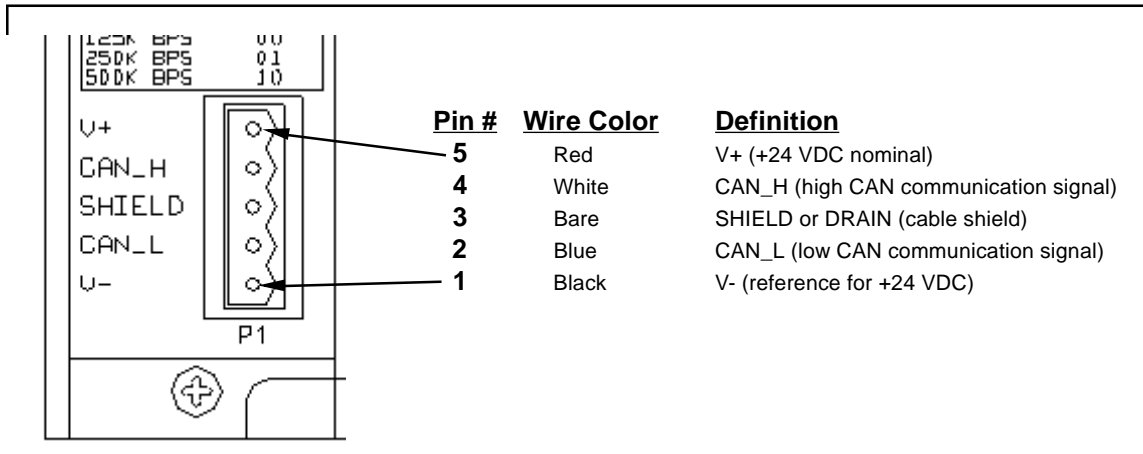 125K BPS 00
250K BPS 01
500K BPS 10
V+
CAN_H
SHIELD
CAN_L
V-
P1
Pin # Wire Color Definition
5 Red V+ (+24 VDC nominal)
4 White CAN_H (high CAN communication signal)
3 Bare SHIELD or DRAIN (cable shield)
2 Blue CAN_L (low CAN communication signal)
1 Black V- (reference for +24 VDC)